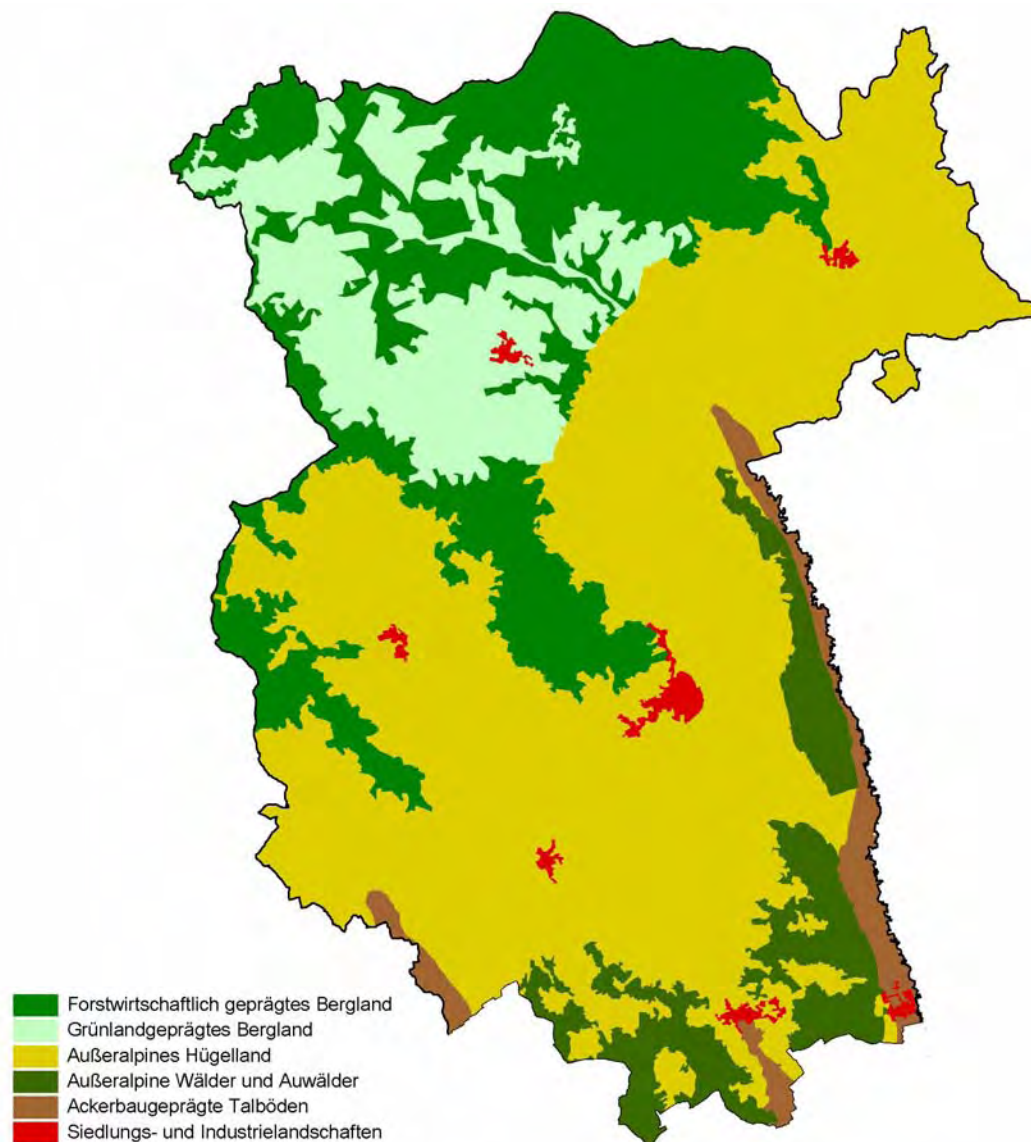 Forstwirtschaftlich geprägtes Bergland
Grünlandgeprägtes Bergland
Außeralpines Hügelland
Außeralpine Wälder und Auwälder
Ackerbaugeprägte Talböden
Siedlungs- und Industrielandschaften